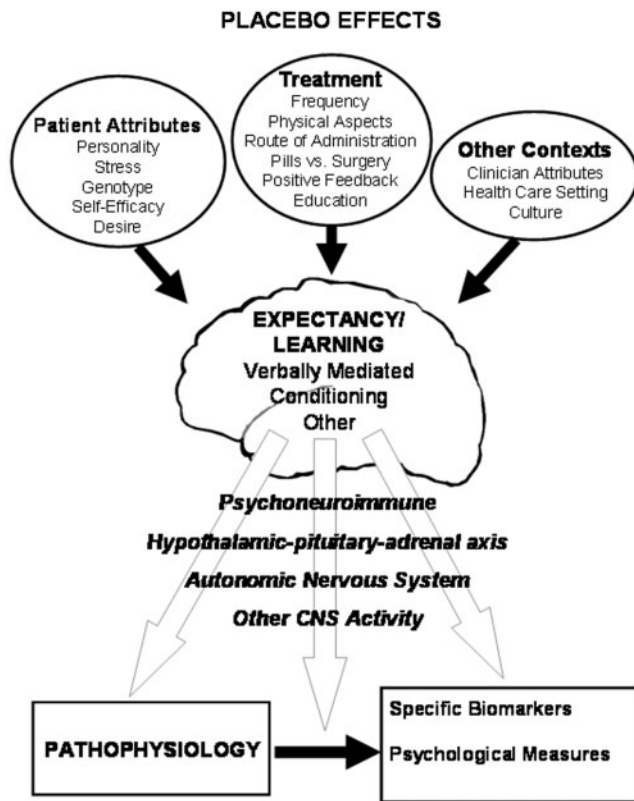 PLACEBO EFFECTS
Patient Attributes
Personality
Stress
Genotype
Self-Efficacy
Desire
Treatment
Frequency
Physical Aspects
Route of Administration
Pills vs. Surgery
Positive Feedback
Education
Other Contexts
Clinician Attributes
Health Care Setting
Culture
EXPECTANCY/
LEARNING
Verbally Mediated
Conditioning
Other
Psychoneuroimmune
Hypothalamic-pituitary-adrenal axis
Autonomic Nervous System
Other CNS Activity
PATHOPHYSIOLOGY
Specific Biomarkers
Psychological Measures